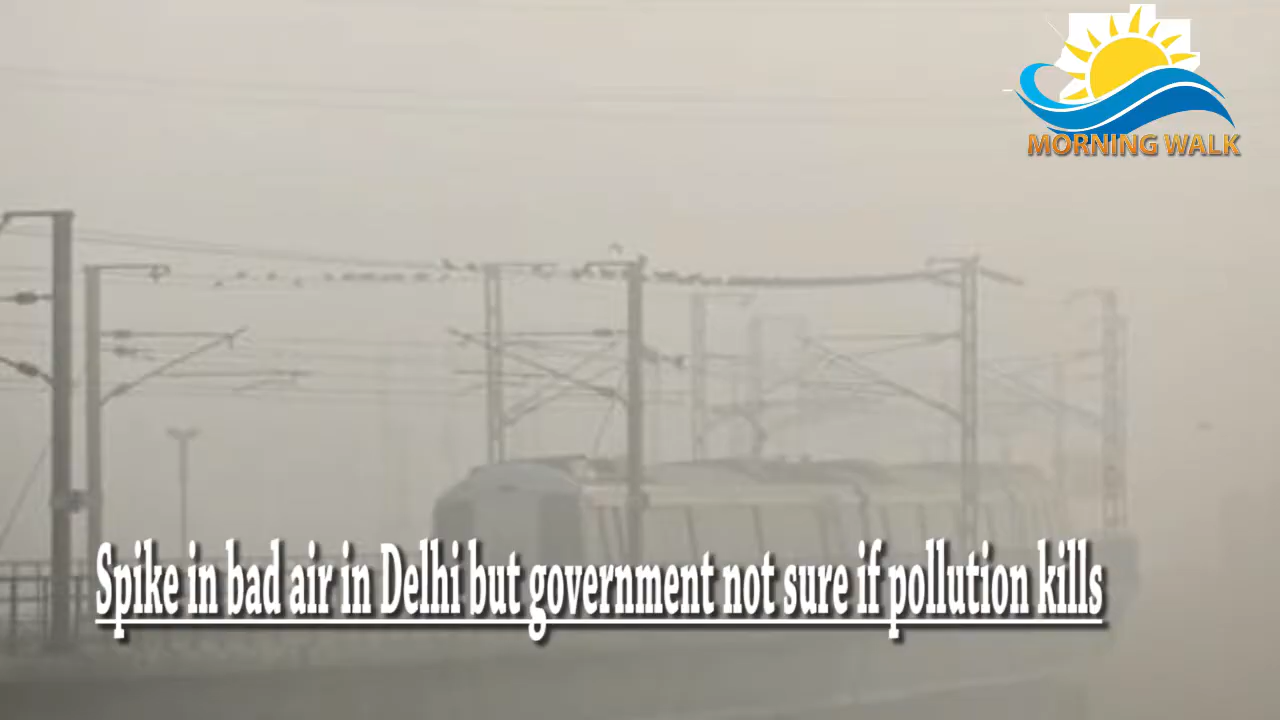 MORNING WALK
Spike in bad air in Delhi but government not sure if pollution kills